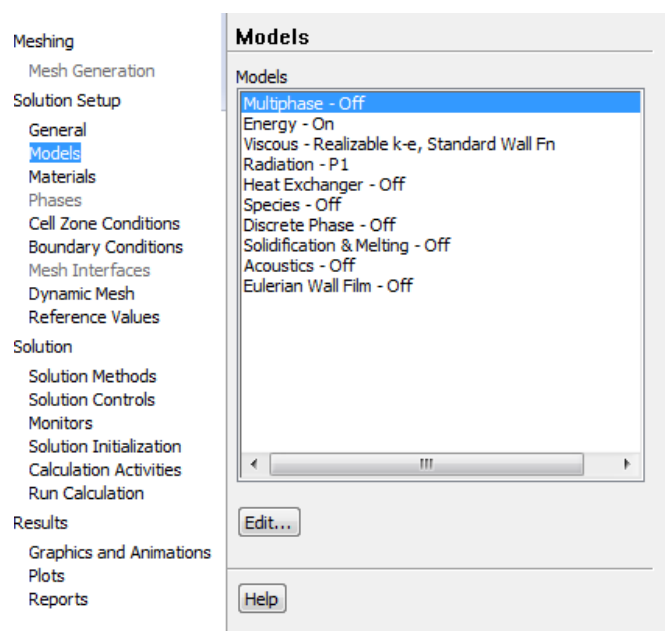 Meshing
Mesh Generation
Solution Setup
General
Models
Materials
Phases
Cell Zone Conditions
Boundary Conditions
Mesh Interfaces
Dynamic Mesh
Reference Values
Solution
Solution Methods
Solution Controls
Monitors
Solution Initialization
Calculation Activities
Run Calculation
Results
Graphics and Animations
Plots
Reports
Models
Models
Multiphase - Off
Energy - On
Viscous - Realizable k-e, Standard Wall Fn
Radiation - P1
Heat Exchanger - Off
Species - Off
Discrete Phase - Off
Solidification & Melting - Off
Acoustics - Off
Eulerian Wall Film - Off
Edit...
Help